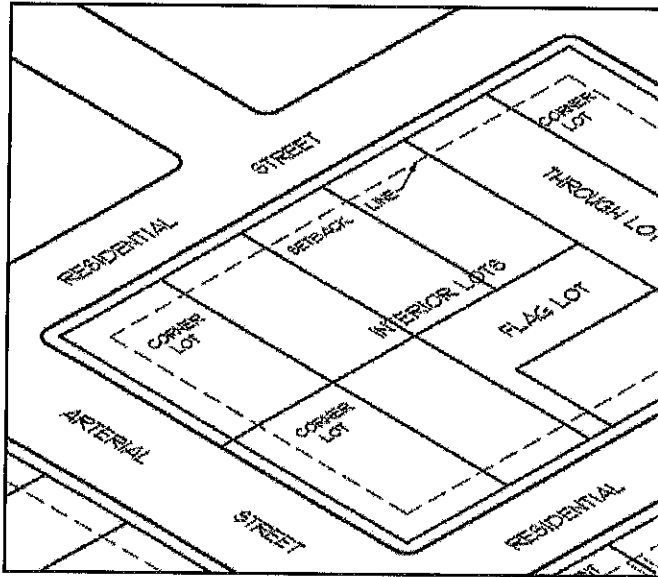 CORNER
LOT
STREET
THROUGH LOT
LINE
SETBACK
RESIDENTIAL
INTERIOR LOTS
FLAG LOT
CORNER
LOT
CORNER
LOT
ARTERIAL
STREET
RESIDENTIAL